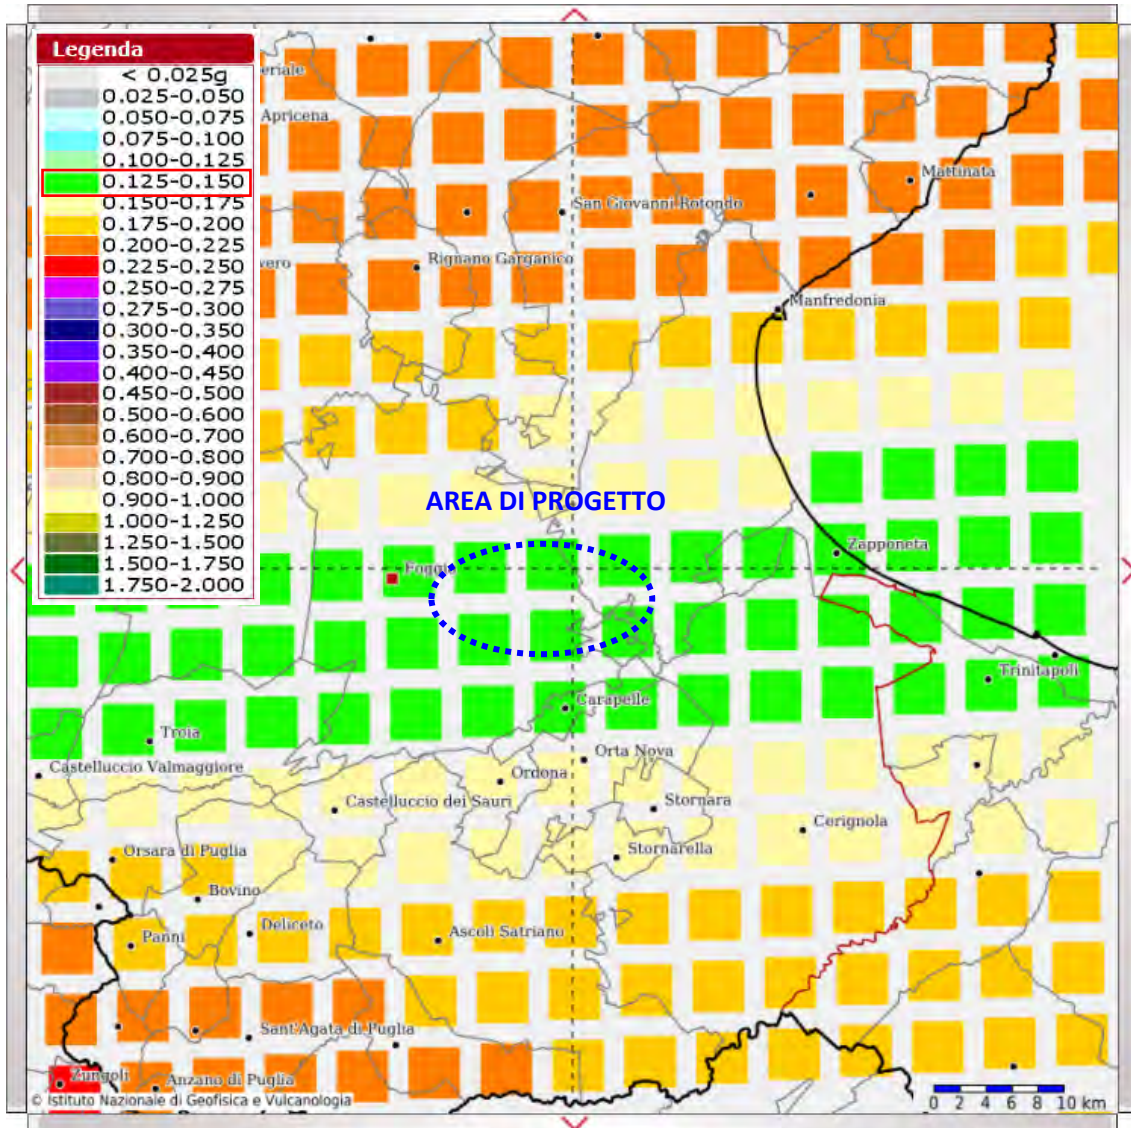 Legenda
< 0.025g
0.025-0.050
0.050-0.075
0.075-0.100
0.100-0.125
0.125-0.150
0.150-0.175
0.175-0.200
0.200-0.225
0.225-0.250
0.250-0.275
0.275-0.300
0.300-0.350
0.350-0.400
0.400-0.450
0.450-0.500
0.500-0.600
0.600-0.700
0.700-0.800
0.800-0.900
0.900-1.000
1.000-1.250
1.250-1.500
1.500-1.750
1.750-2.000
eriale
Apricena
Mattinata
San Giovanni Rotondo
vero
Rignano Garganico
Manfredonia
AREA DI PROGETTO
Zapponeta
Foggia
Trinitapoli
Carapelle
Troia
Orta Nova
Castelluccio Valmaggiore
Ordona
Castelluccio dei Sauri
Stornara
Cerignola
Orsara di Puglia
Stornarella
Bovino
Deliceto
Ascoli Satriano
Panni
Sant'Agata di Puglia
Zungoli
Anzano di Puglia
© Istituto Nazionale di Geofisica e Vulcanologia
0 2 4 6 8 10 km